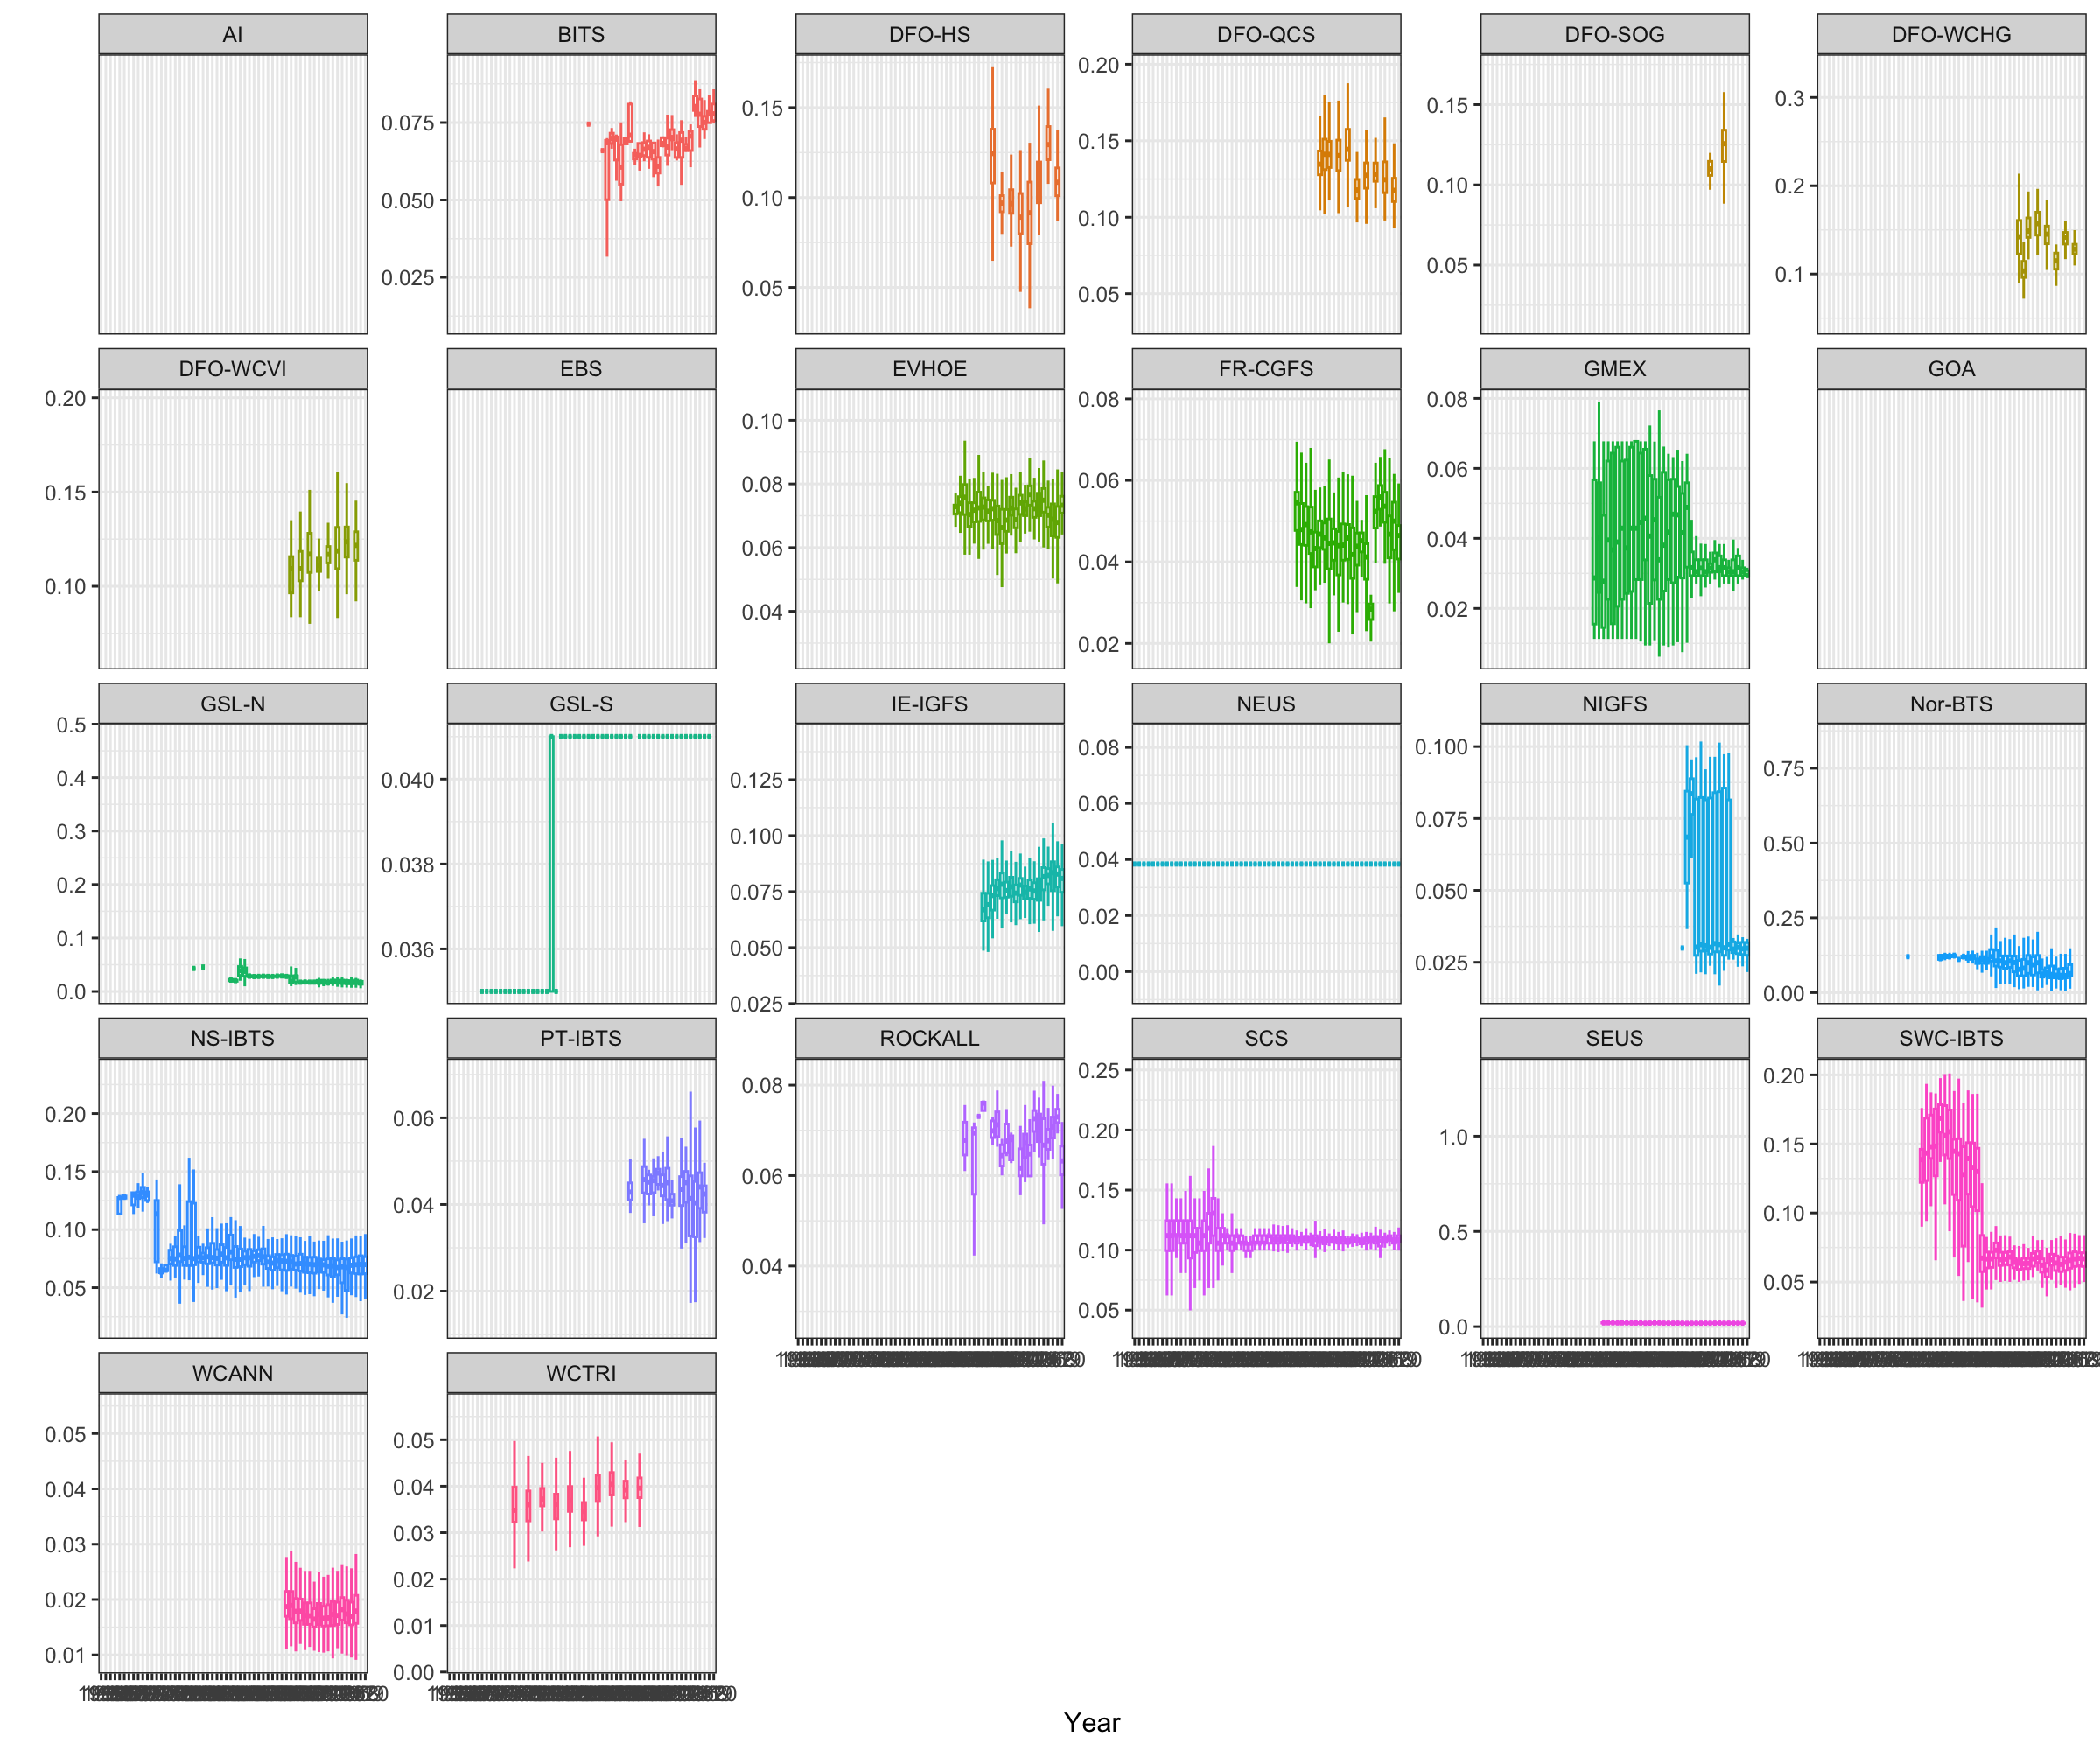 AI BITS DFO-HS DFO-QCS DFO-SOG DFO-WCHG
0.075 0.050 0.025
0.15 0.10 0.05
0.20 0.15 0.10 0.05
0.15 0.10 0.05
0.3 0.2 0.1
DFO-WCVI EBS EVHOE FR-CGFS GMEX GOA
0.20 0.15 0.10
0.10 0.08 0.06 0.04
0.08 0.06 0.04 0.02
0.08 0.06 0.04 0.02
GSL-N GSL-S IE-IGFS NEUS NIGFS Nor-BTS
0.5 0.4 0.3 0.2 0.1 0.0
0.040 0.038 0.036
0.125 0.100 0.075 0.050 0.025
0.08 0.06 0.04 0.02 0.00
0.100 0.075 0.050 0.025
0.75 0.50 0.25 0.00
NS-IBTS PT-IBTS ROCKALL SCS SEUS SWC-IBTS
0.20 0.15 0.10 0.05
0.06 0.04 0.02
0.08 0.06 0.04
0.25 0.20 0.15 0.10 0.05
1.0 0.5 0.0
0.20 0.15 0.10 0.05
WCANN WCTRI
0.05 0.04 0.03 0.02 0.01
0.05 0.04 0.03 0.02 0.01 0.00
Year